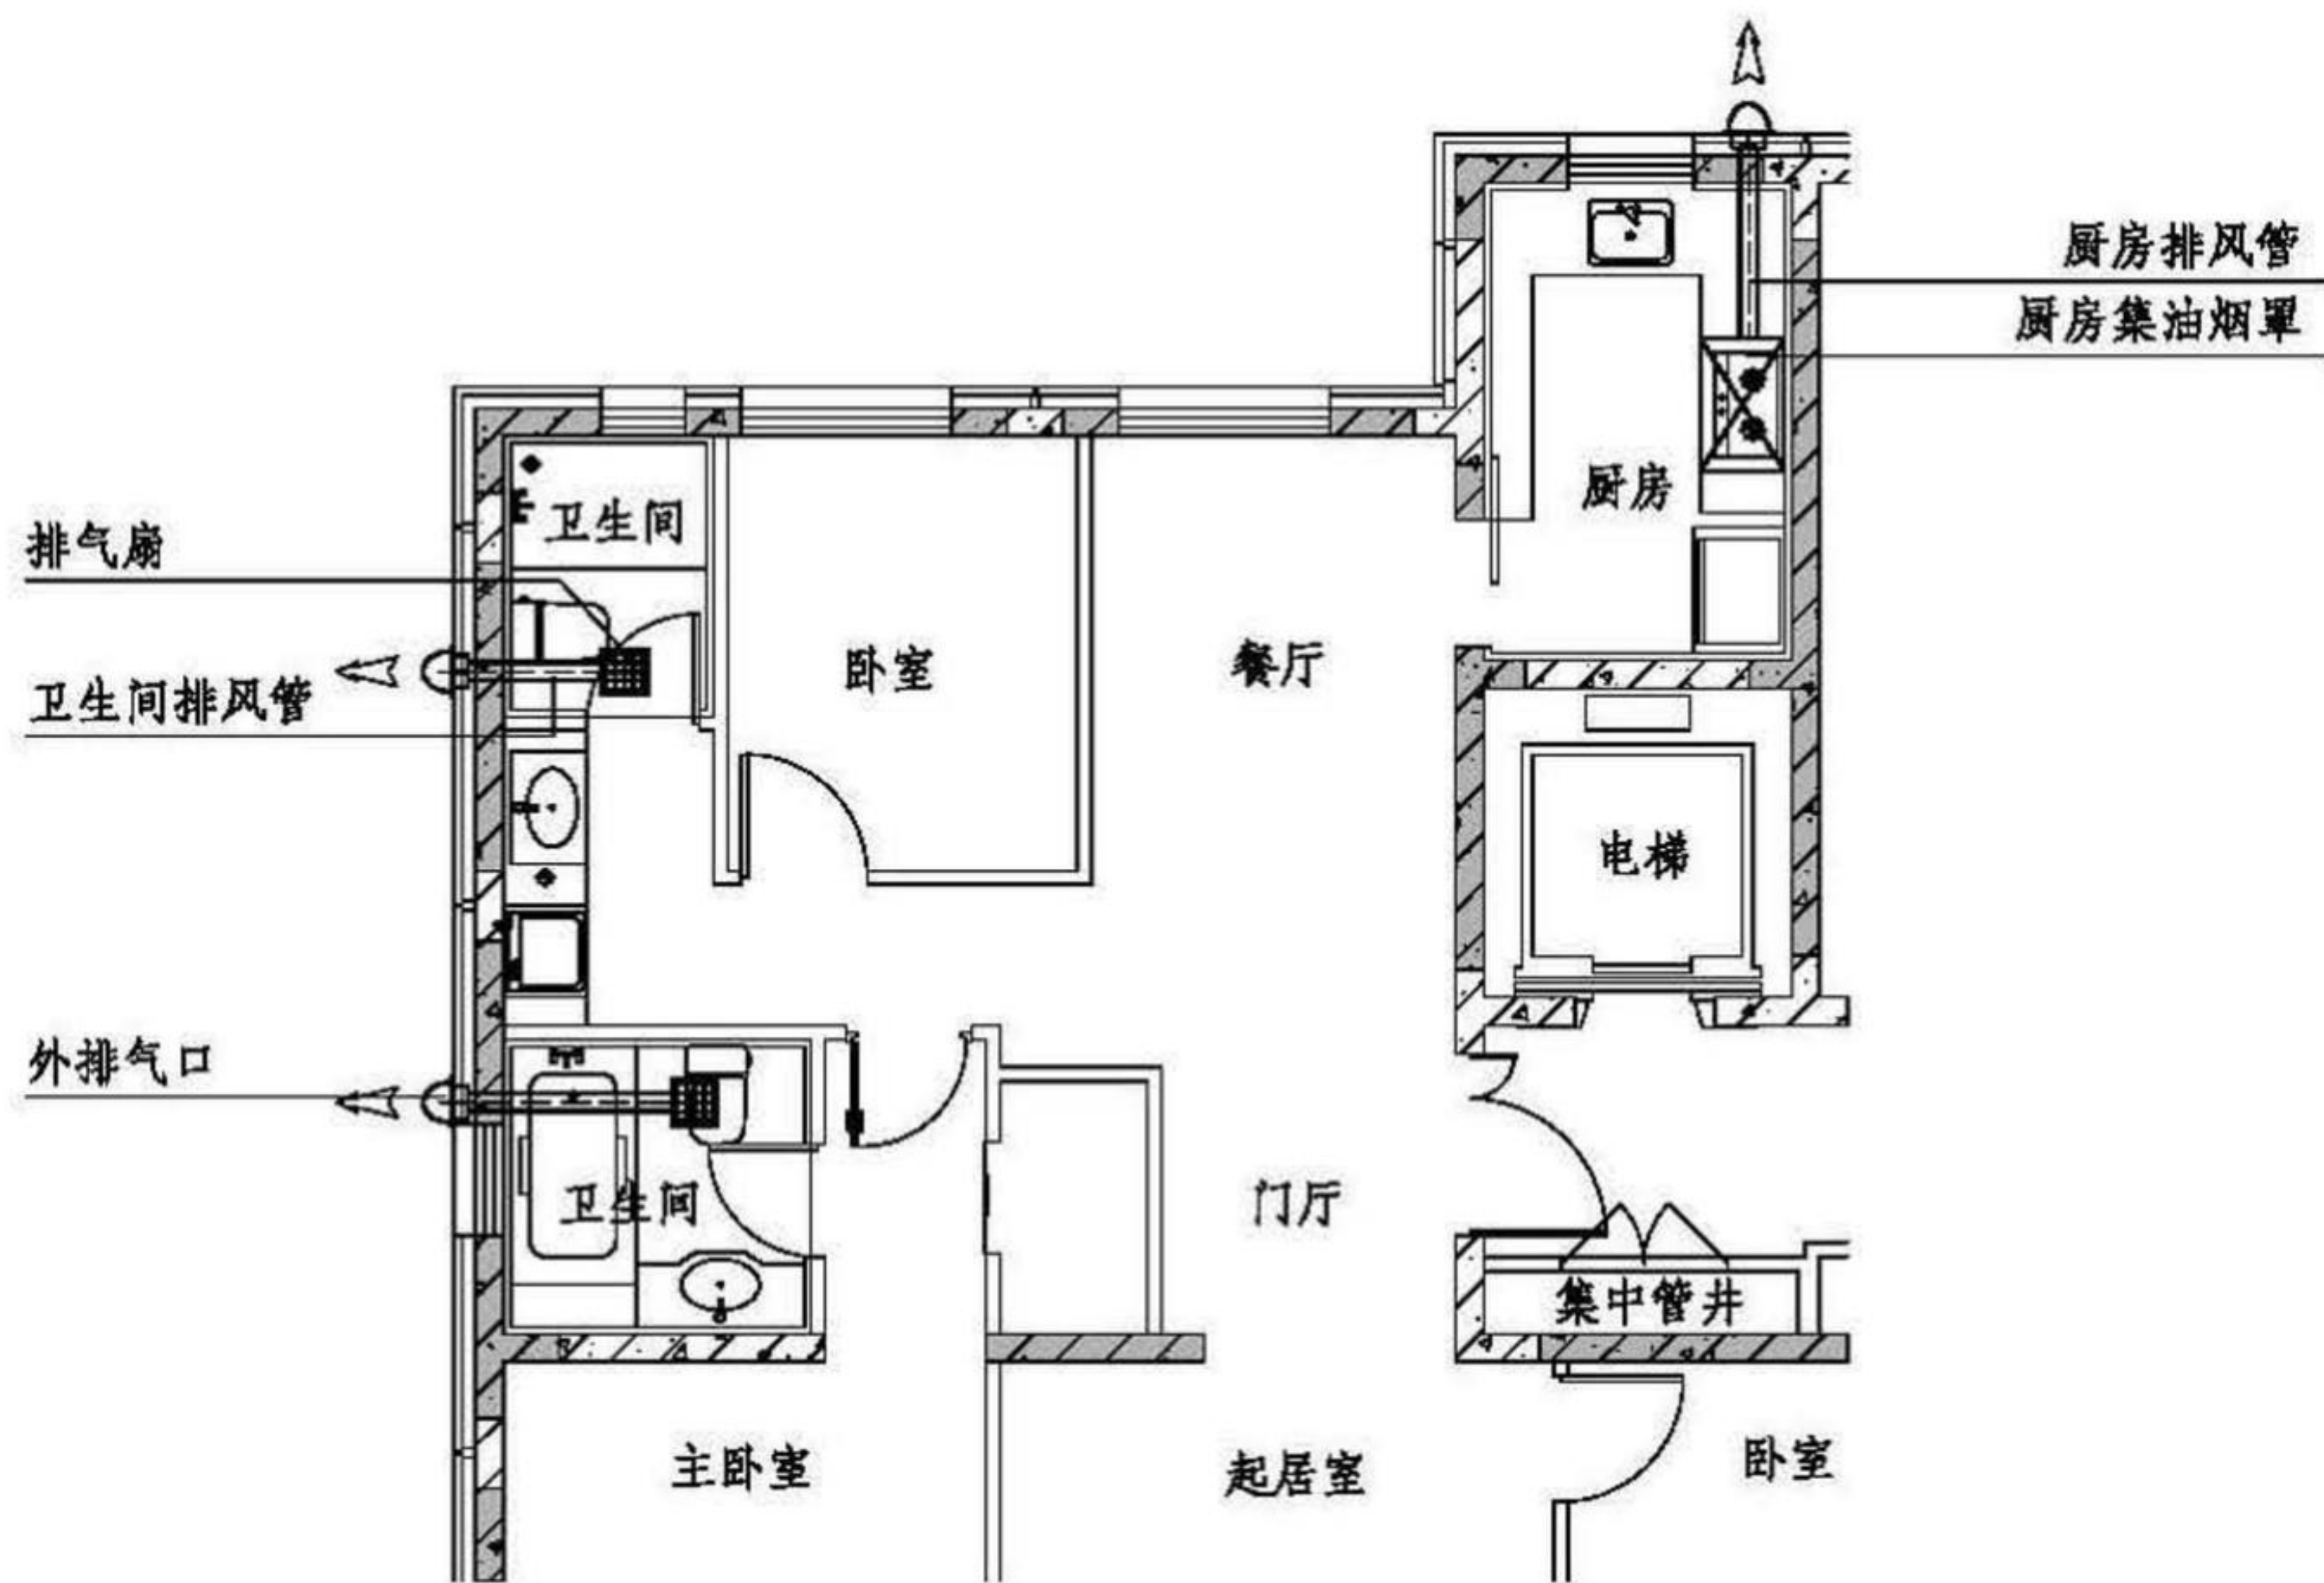 厨房排风管
厨房集油烟罩
厨房
排气扇
卫生间
卫生间排风管
卧室
餐厅
电梯
外排气口
卫生间
门厅
集中管井
主卧室
起居室
卧室